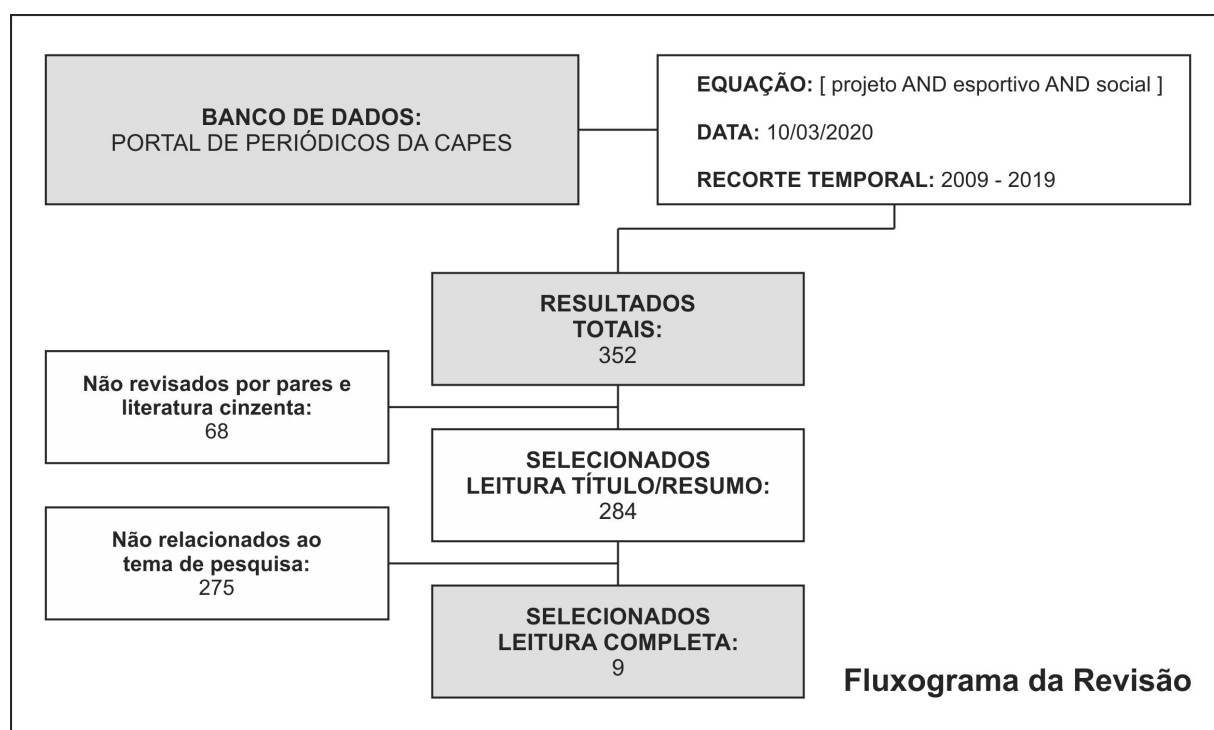 BANCO DE DADOS:
PORTAL DE PERIÓDICOS DA CAPES
EQUAÇÃO: [ projeto AND esportivo AND social ]
DATA: 10/03/2020
RECORTE TEMPORAL: 2009 - 2019
RESULTADOS
TOTAIS:
352
Não revisados por pares e
literatura cinzenta:
68
SELECIONADOS
LEITURA TÍTULO/RESUMO:
284
Não relacionados ao
tema de pesquisa:
275
SELECIONADOS
LEITURA COMPLETA:
9
Fluxograma da Revisão